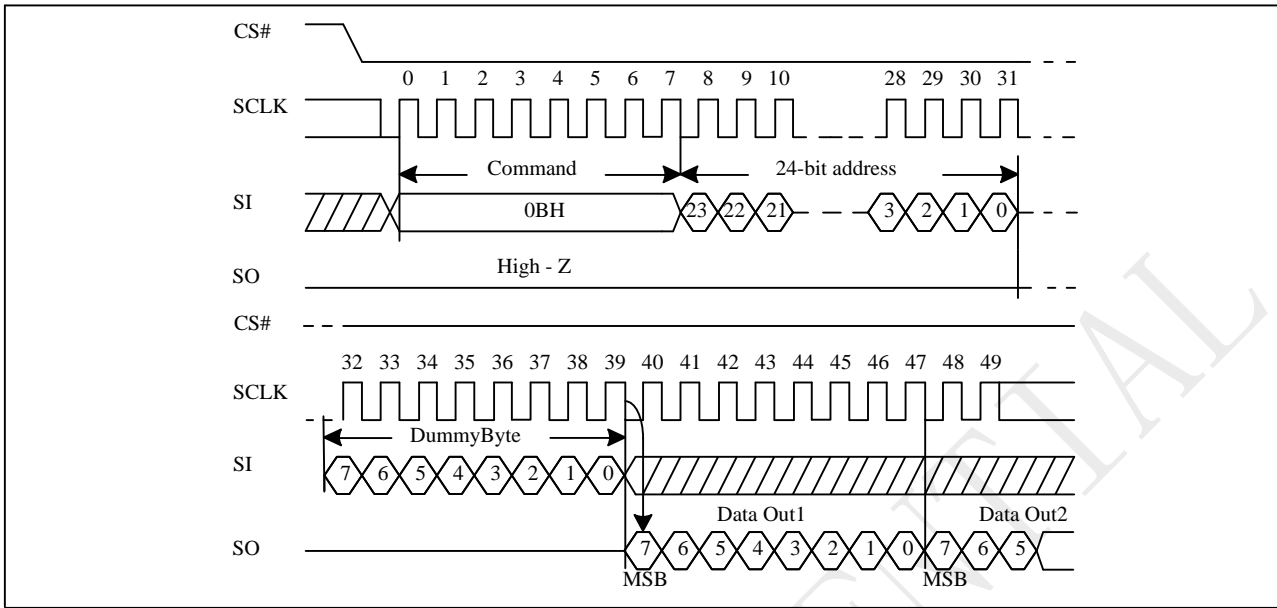 CS#
0 1 2 3 4 5 6 7 8 9 10 28 29 30 31
SCLK
Command 24-bit address
SI 0BH 23 22 21 3 2 1 0
High - Z
SO
CS#
32 33 34 35 36 37 38 39 40 41 42 43 44 45 46 47 48 49
SCLK
DummyByte
SI 7 6 5 4 3 2 1 0
Data Out1 Data Out2
SO 7 6 5 4 3 2 1 0 7 6 5
MSB MSB